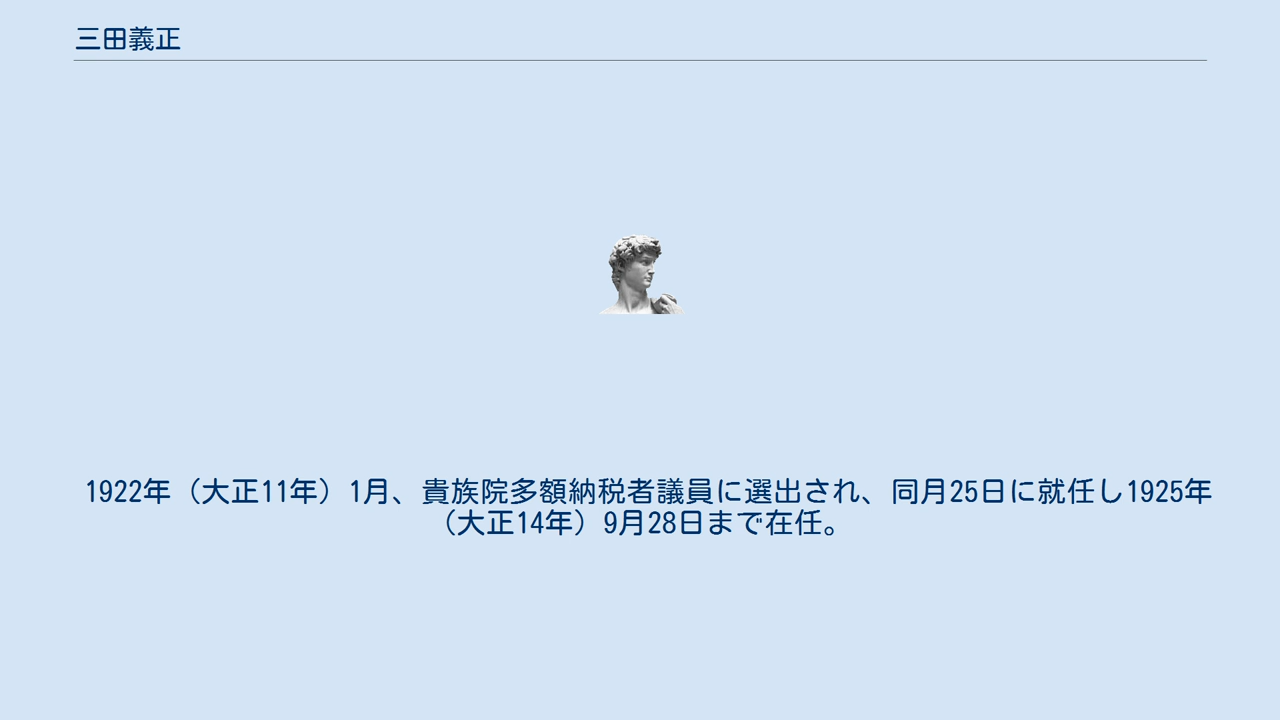 三田義正
1922年（大正11年）1月、貴族院多額納税者議員に選出され、同月25日に就任し1925年
（大正14年）9月28日まで在任。